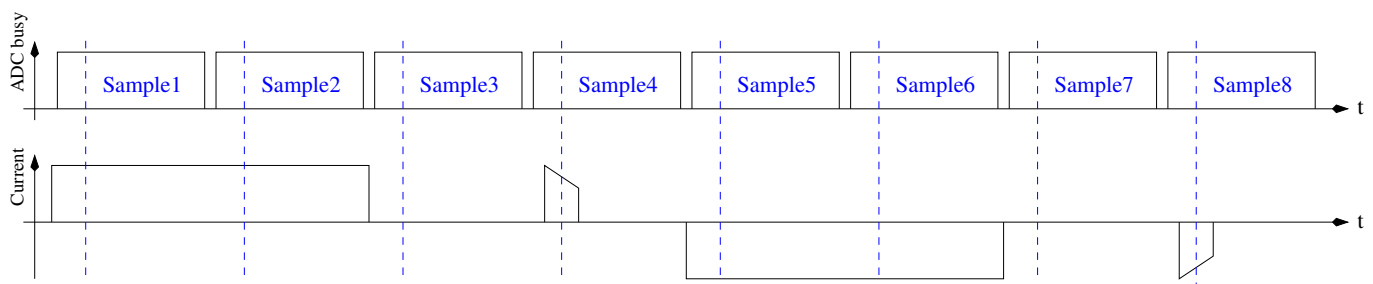 ADC busy
Sample1 Sample2 Sample3 Sample4 Sample5 Sample6 Sample7 Sample8
t
Current
t